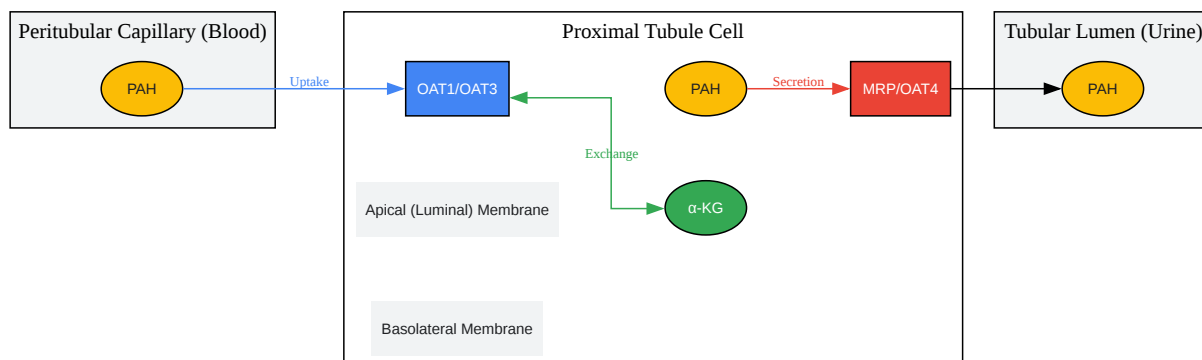 Peritubular Capillary (Blood)
Proximal Tubule Cell
Tubular Lumen (Urine)
PAH
Uptake
OAT1/OAT3
PAH
Secretion
MRP/OAT4
PAH
Exchange
Apical (Luminal) Membrane
α-KG
Basolateral Membrane